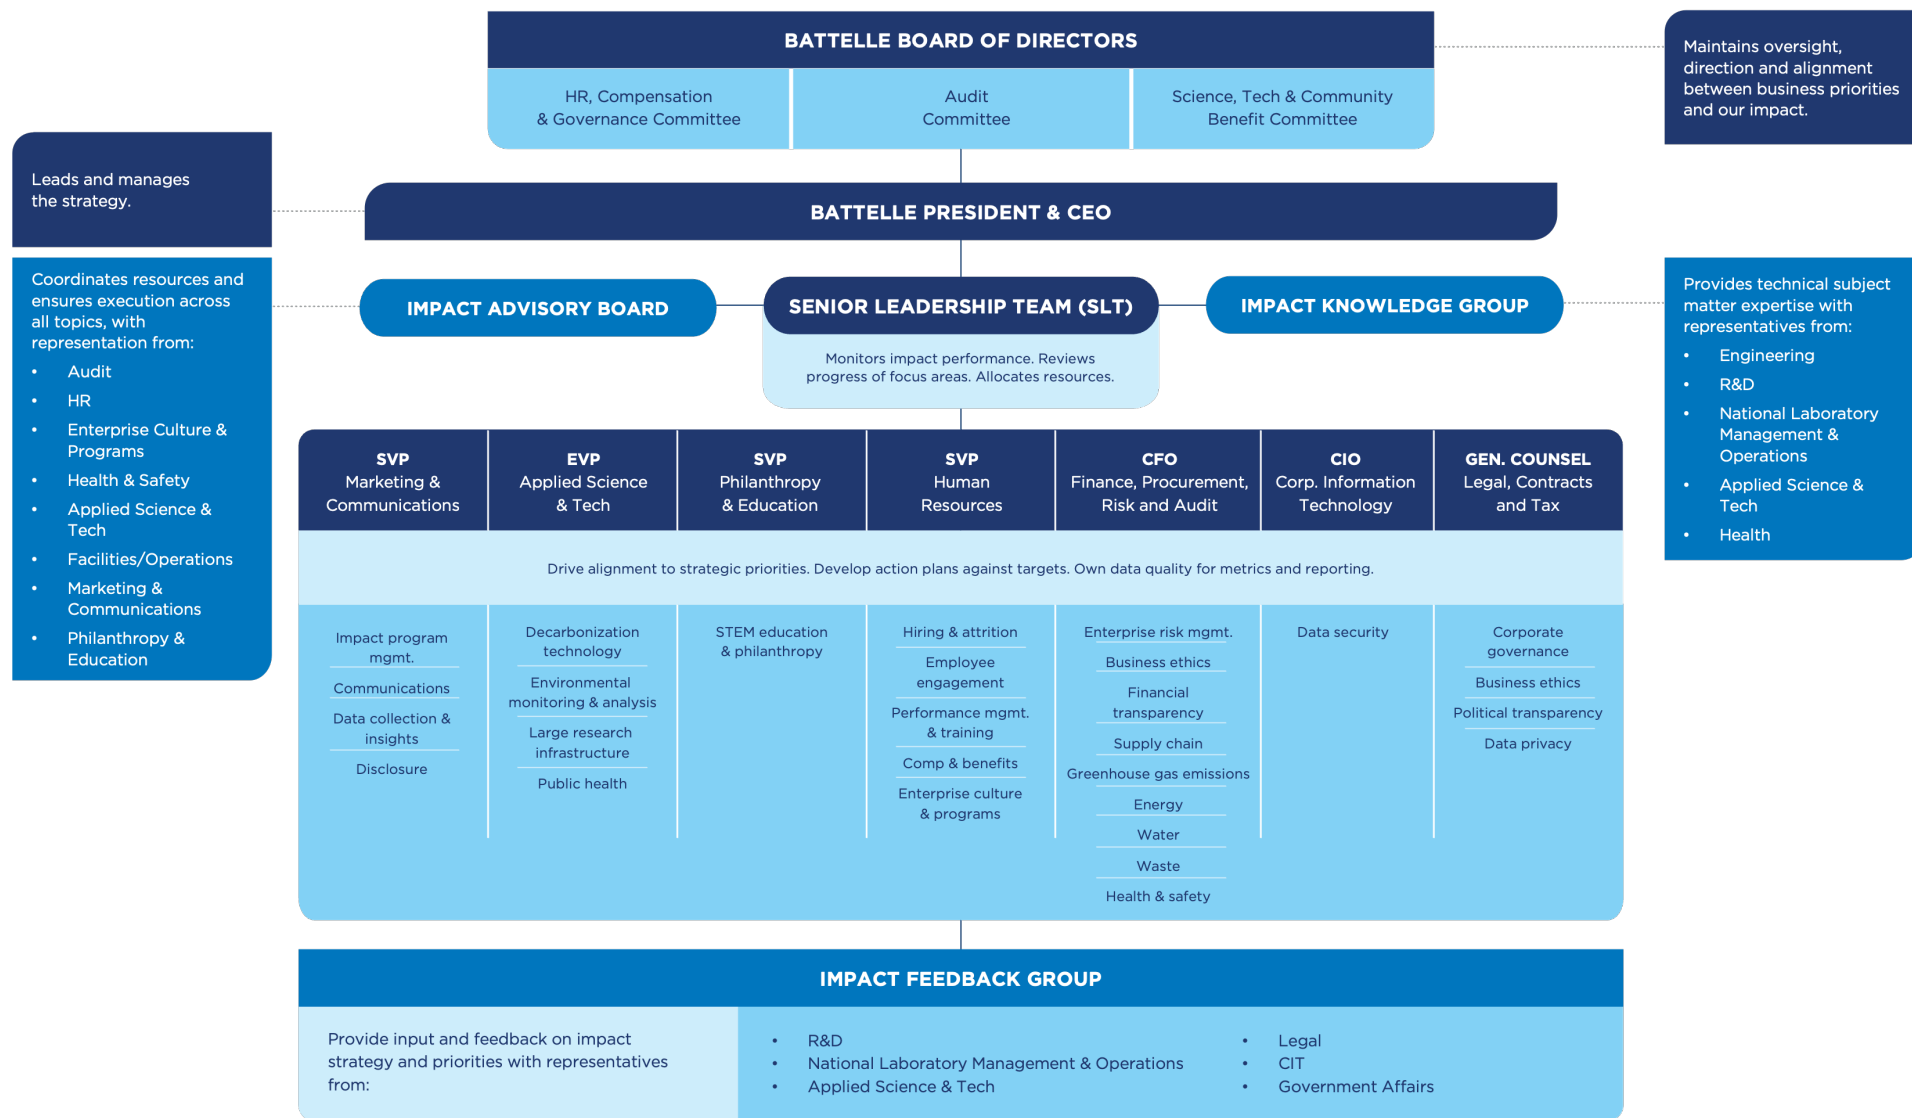 BATTELLE BOARD OF DIRECTORS
HR, Compensation
& Governance Committee
Audit
Committee
Science, Tech & Community
Benefit Committee
Maintains oversight,
direction and alignment
between business priorities
and our impact.
Leads and manages
the strategy.
BATTELLE PRESIDENT & CEO
Coordinates resources and
ensures execution across
all topics, with
representation from:
• Audit
• HR
• Enterprise Culture &
Programs
• Health & Safety
• Applied Science &
Tech
• Facilities/Operations
• Marketing &
Communications
• Philanthropy &
Education
IMPACT ADVISORY BOARD
SENIOR LEADERSHIP TEAM (SLT)
Monitors impact performance. Reviews
progress of focus areas. Allocates resources.
IMPACT KNOWLEDGE GROUP
Provides technical subject
matter expertise with
representatives from:
• Engineering
• R&D
• National Laboratory
Management &
Operations
• Applied Science &
Tech
• Health
SVP
Marketing &
Communications
EVP
Applied Science
& Tech
SVP
Philanthropy
& Education
SVP
Human
Resources
CFO
Finance, Procurement,
Risk and Audit
CIO
Corp. Information
Technology
GEN. COUNSEL
Legal, Contracts
and Tax
Drive alignment to strategic priorities. Develop action plans against targets. Own data quality for metrics and reporting.
Impact program
mgmt.
Communications
Data collection &
insights
Disclosure
Decarbonization
technology
Environmental
monitoring & analysis
Large research
infrastructure
Public health
STEM education
& philanthropy
Hiring & attrition
Employee
engagement
Performance mgmt.
& training
Comp & benefits
Enterprise culture
& programs
Enterprise risk mgmt.
Business ethics
Financial
transparency
Supply chain
Greenhouse gas emissions
Energy
Water
Waste
Health & safety
Data security
Corporate
governance
Business ethics
Political transparency
Data privacy
IMPACT FEEDBACK GROUP
Provide input and feedback on impact
strategy and priorities with representatives
from:
• R&D
• National Laboratory Management & Operations
• Applied Science & Tech
• Legal
• CIT
• Government Affairs